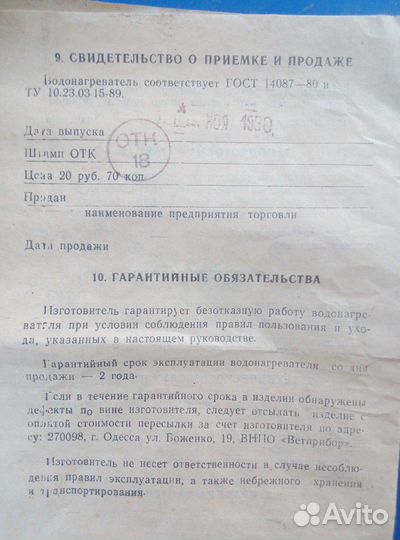 9. СВИДЕТЕЛЬСТВО О ПРИЕМКЕ И ПРОДАЖЕ
Водонагреватель соответствует ГОСТ 14087—80 и
ТУ 10.23.03-15-89.
Дата выпуска НОЯ 1990
Штамп ОТК ОТК 18
Цена 20 руб. 70 коп
Продан
наименование предприятия торговли
Дата продажи
10. ГАРАНТИЙНЫЕ ОБЯЗАТЕЛЬСТВА
Изготовитель гарантирует безотказную работу водонагре-
вателя при условии соблюдения правил пользования и ухо-
да, указанных в настоящем руководстве.
Гарантийный срок эксплуатации водонагревателя со дня
продажи — 2 года.
Если в течение гарантийного срока в изделии обнаружены
дефекты по вине изготовителя, следует отсылать изделие с
оплатой стоимости пересылки за счет изготовителя по адре-
су: 270098, г. Одесса ул. Боженко, 19. ВНПО «Ветприбор».
Изготовитель не несет ответственности в случае несоблю-
дения правил эксплуатации, а также небрежного хранения
и транспортирования.
Avito